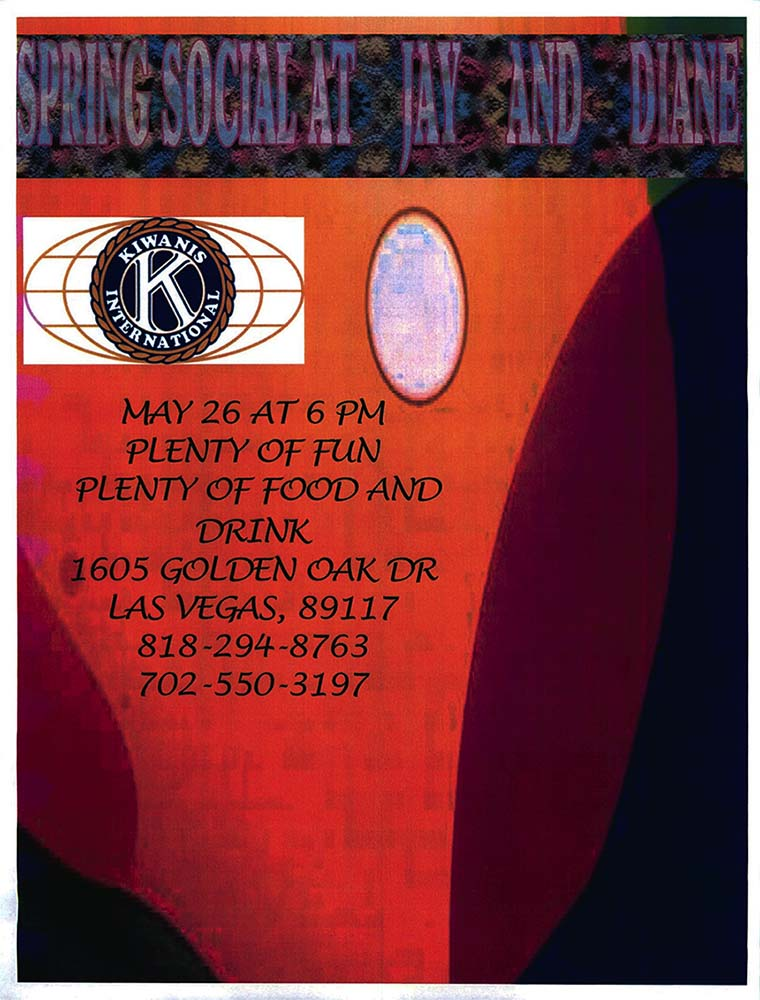 SPRING SOCIAL AT JAY AND DIANE
KIWANIS
K
INTERNATIONAL
MAY 26 AT 6 PM
PLENTY OF FUN
PLENTY OF FOOD AND
DRINK
1605 GOLDEN OAK DR
LAS VEGAS, 89117
818-294-8763
702-550-3197